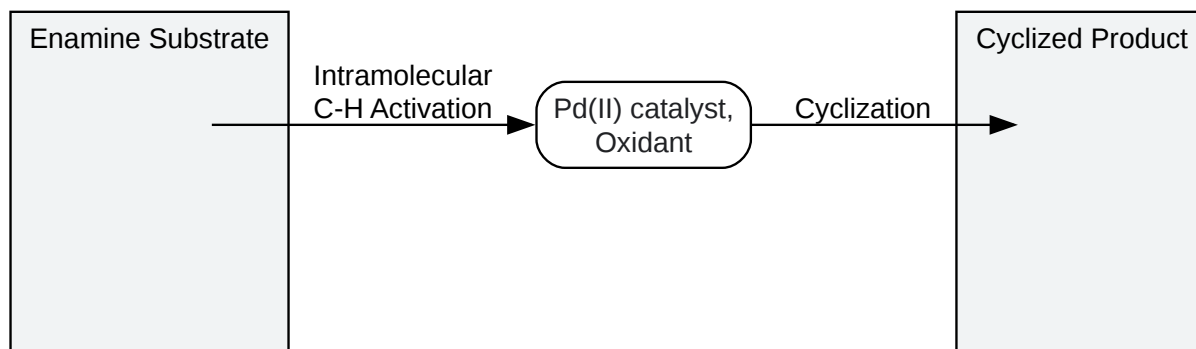 Enamine Substrate
Intramolecular
C-H Activation
Pd(II) catalyst,
Oxidant
Cyclization
Cyclized Product